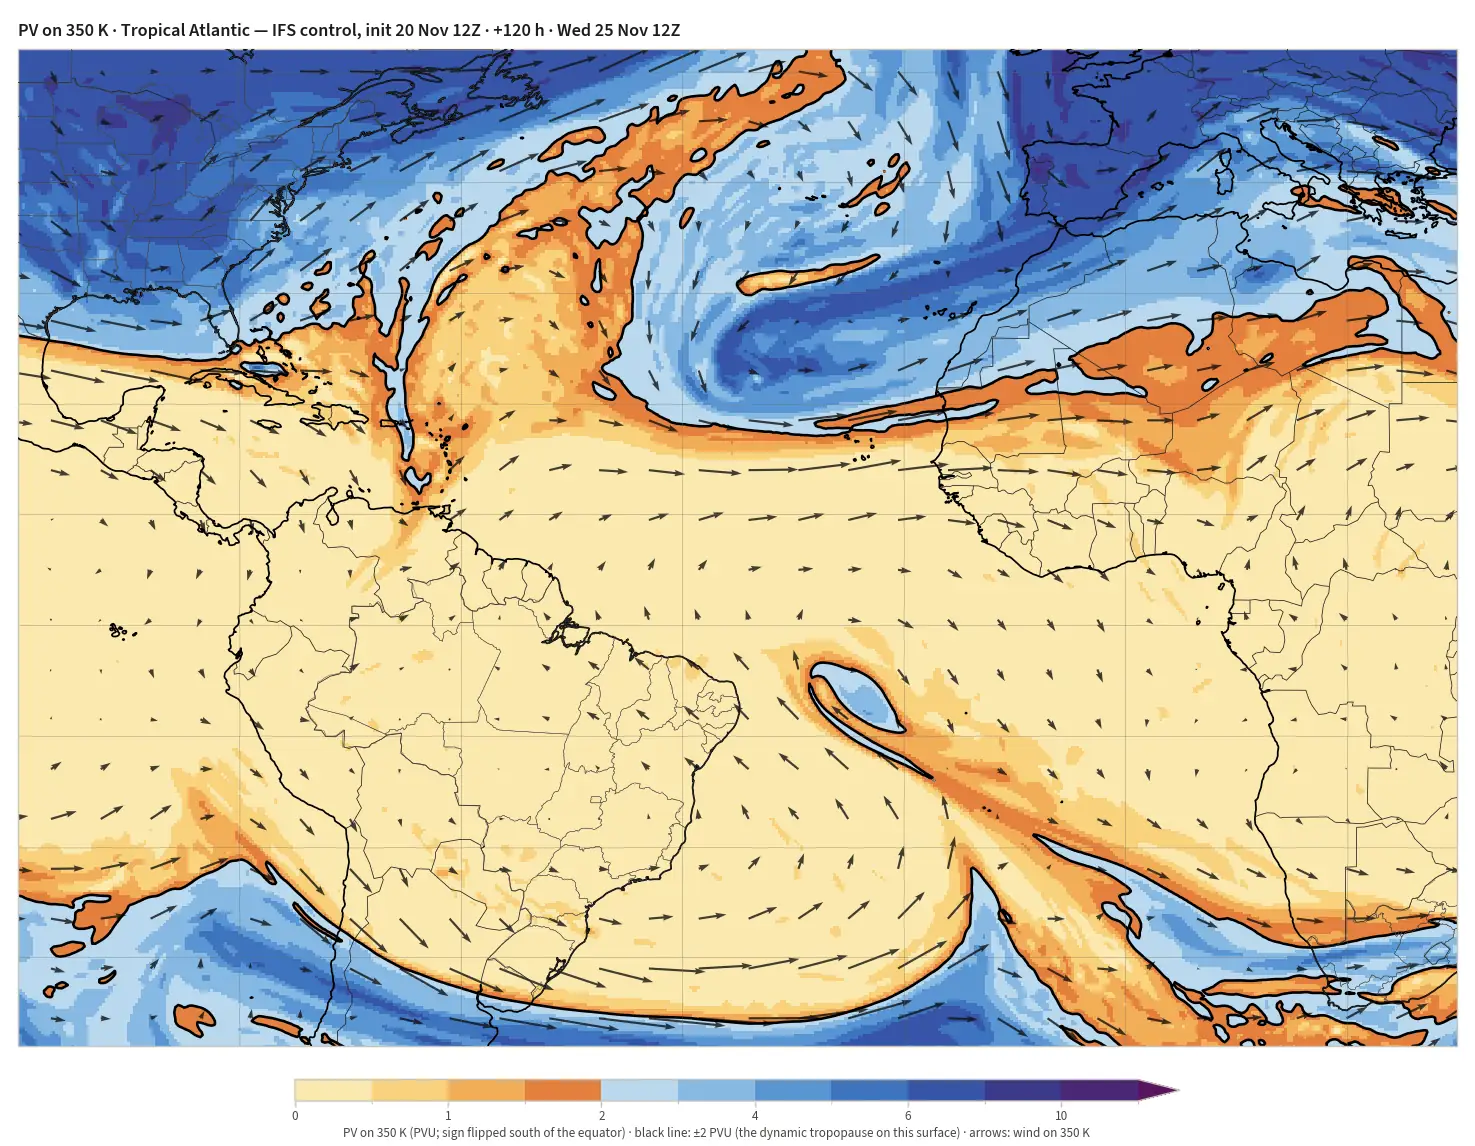 PV on 350 K · Tropical Atlantic — IFS control, init 20 Nov 12Z · +120 h · Wed 25 Nov 12Z
0 1 2 4 6 10
PV on 350 K (PVU; sign flipped south of the equator) · black line: ±2 PVU (the dynamic tropopause on this surface) · arrows: wind on 350 K